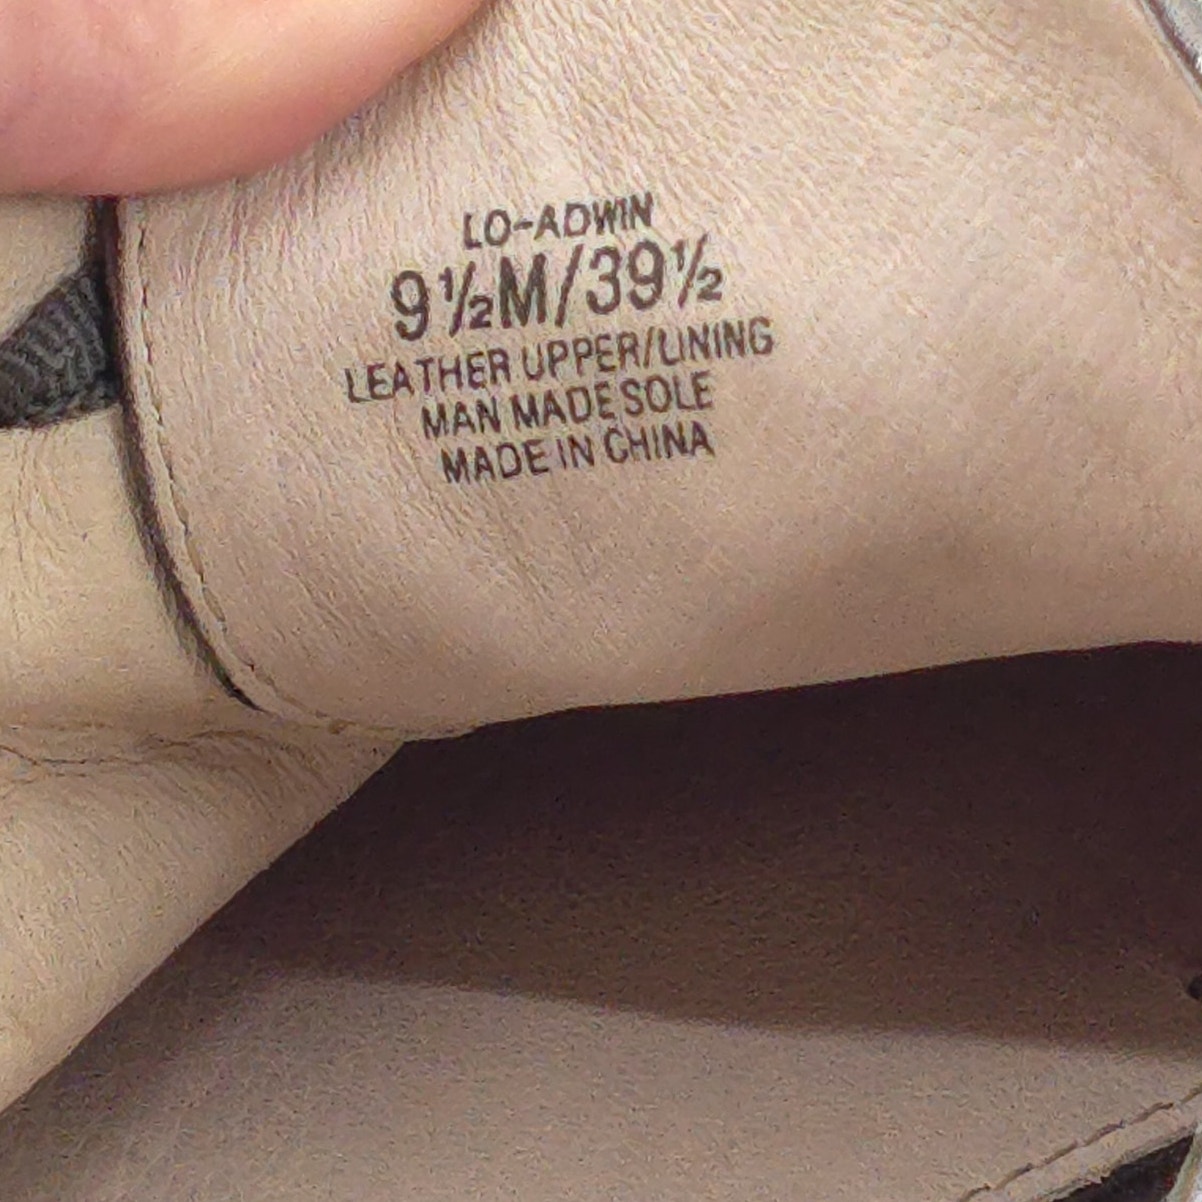 LO-ADWIN
9½M/39½
LEATHER UPPER/LINING
MAN MADE SOLE
MADE IN CHINA